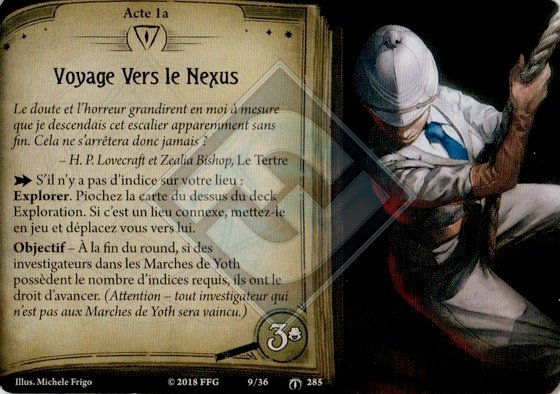 Acte 1a
Voyage Vers le Nexus
Le doute et l'horreur grandirent en moi à mesure
que je descendais cet escalier apparemment sans
fin. Cela ne s'arrêtera donc jamais ?
– H. P. Lovecraft et Zealia Bishop, Le Tertre
S'il n'y a pas d'indice sur votre lieu :
Explorer. Piochez la carte du dessus du deck
Exploration. Si c'est un lieu connexe, mettez-le
en jeu et déplacez vous vers lui.
Objectif – À la fin du round, si des
investigateurs dans les Marches de Yoth
possèdent le nombre d'indices requis, ils ont le
droit d'avancer. (Attention – tout investigateur qui
n'est pas aux Marches de Yoth sera vaincu.)
3
Illus. Michele Frigo © 2018 FFG 9/36 285